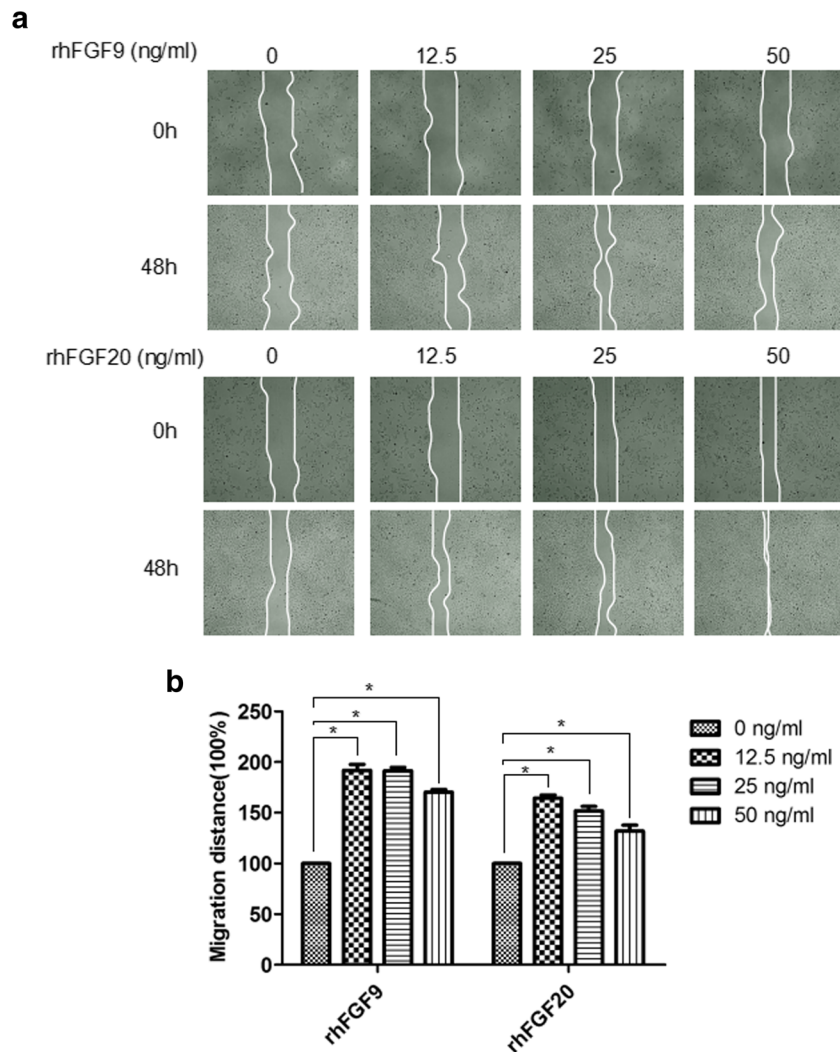 a
rhFGF9 (ng/ml) 0 12.5 25 50
0h
48h
rhFGF20 (ng/ml) 0 12.5 25 50
0h
48h
b
Migration distance(100%)
250
200
150
100
50
0
* * *
* * *
rhFGF9
rhFGF20
0 ng/ml
12.5 ng/ml
25 ng/ml
50 ng/ml